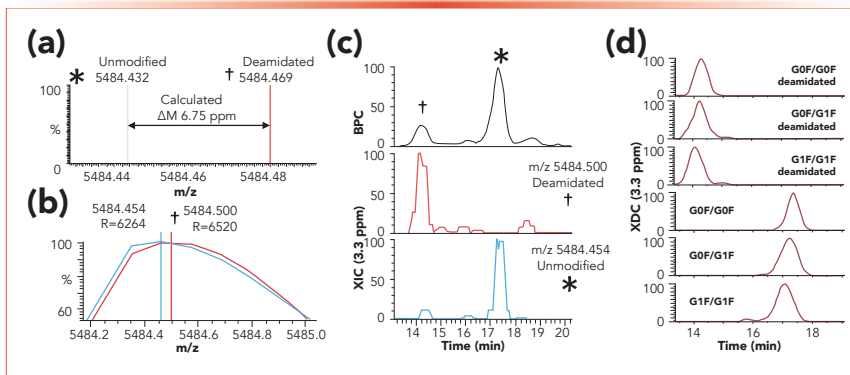 (a)
Unmodified
5484.432
Deamidated
† 5484.469
*
Calculated
ΔM 6.75 ppm
100
%
0
5484.44 5484.46 5484.48
m/z
(b)
5484.454
R=6264
† 5484.500
R=6520
100
%
60
5484.2 5484.4 5484.6 5484.8 5485.0
m/z
(c)
*
†
100
50
0
BPC
100
50
0
m/z 5484.500
Deamidated
†
100
50
0
m/z 5484.454
Unmodified
*
XIC (3.3 ppm)
14 15 16 17 18 19 20
Time (min)
(d)
100
0
G0F/G0F
deamidated
100
0
G0F/G1F
deamidated
100
0
G1F/G1F
deamidated
100
0
G0F/G0F
100
0
G0F/G1F
100
0
G1F/G1F
XDC (3.3 ppm)
14 16 18
Time (min)